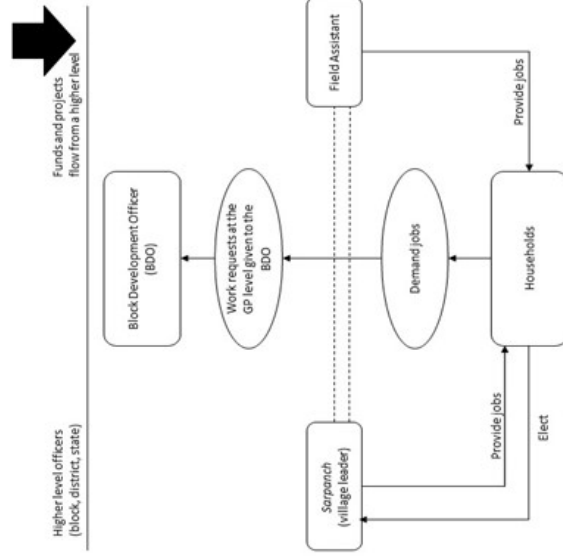 Higher level officers
(block, district, state)
Funds and projects
flow from a higher level
Block Development Officer
(BDO)
Work requests at the
GP level given to the
BDO
Sarpanch
(village leader)
Field Assistant
Demand jobs
Provide jobs
Provide jobs
Elect
Households